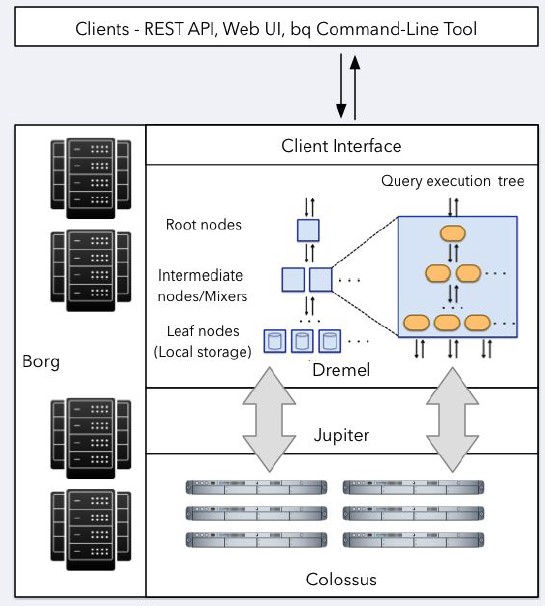 Clients - REST API, Web UI, bq Command-Line Tool
Client Interface
Query execution tree
Root nodes
Intermediate
nodes/Mixers
Leaf nodes
(Local storage)
Dremel
Borg
Jupiter
Colossus